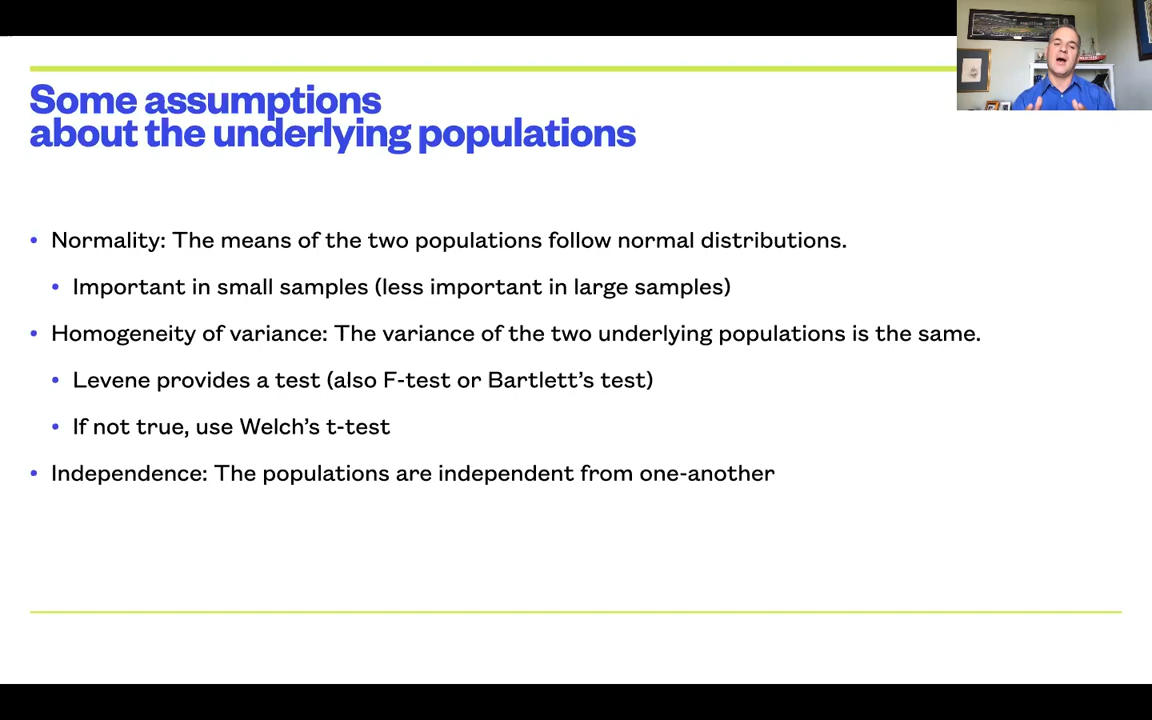 Some assumptions
about the underlying populations
• Normality: The means of the two populations follow normal distributions.
• Important in small samples (less important in large samples)
• Homogeneity of variance: The variance of the two underlying populations is the same.
• Levene provides a test (also F-test or Bartlett’s test)
• If not true, use Welch’s t-test
• Independence: The populations are independent from one-another